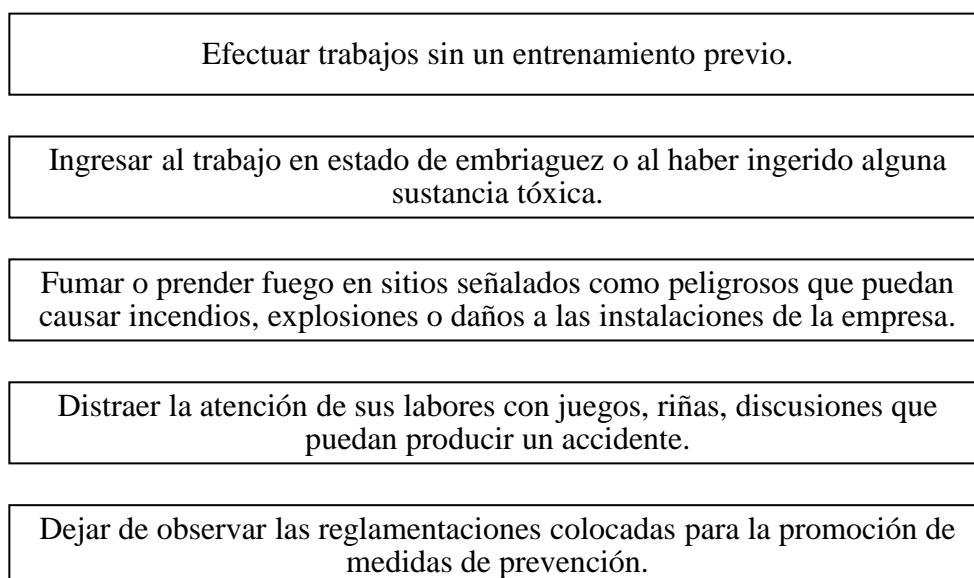 Efectuar trabajos sin un entrenamiento previo.
Ingresar al trabajo en estado de embriaguez o al haber ingerido alguna
sustancia tóxica.
Fumar o prender fuego en sitios señalados como peligrosos que puedan
causar incendios, explosiones o daños a las instalaciones de la empresa.
Distraer la atención de sus labores con juegos, riñas, discusiones que
puedan producir un accidente.
Dejar de observar las reglamentaciones colocadas para la promoción de
medidas de prevención.